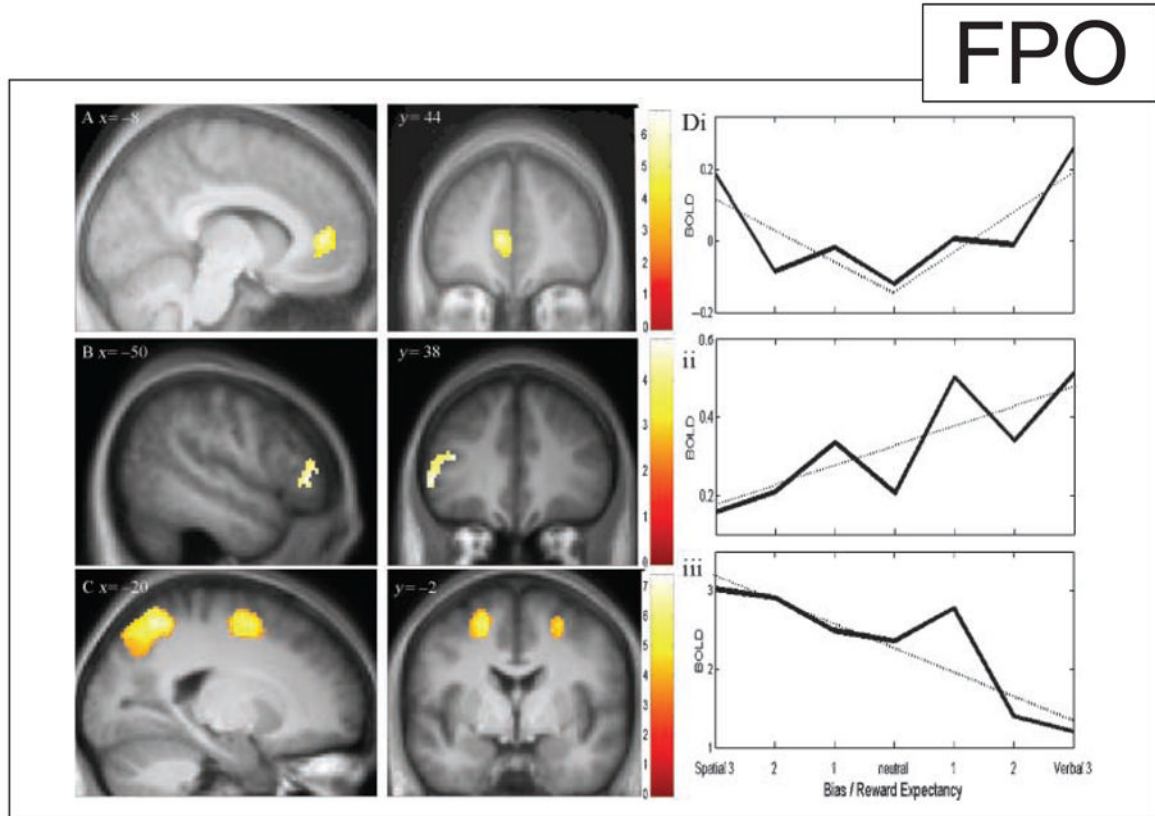 FPO
A x= –8
y= 44
6
5
4
3
2
1
0
Di
BOLD
0.2
0
–0.2
B x= –50
y= 38
4
3
2
1
0
ii
BOLD
0.6
0.4
0.2
C x= –20
y= –2
7
6
5
4
3
2
1
0
iii
BOLD
3
2
1
Spatial 3 2 1 neutral 1 2 Verbal 3
Bias / Reward Expectancy